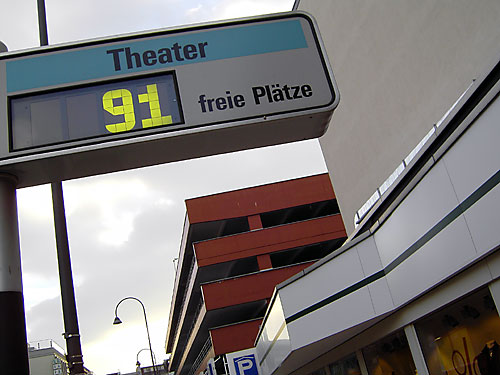 Theater
91 freie Plätze
P